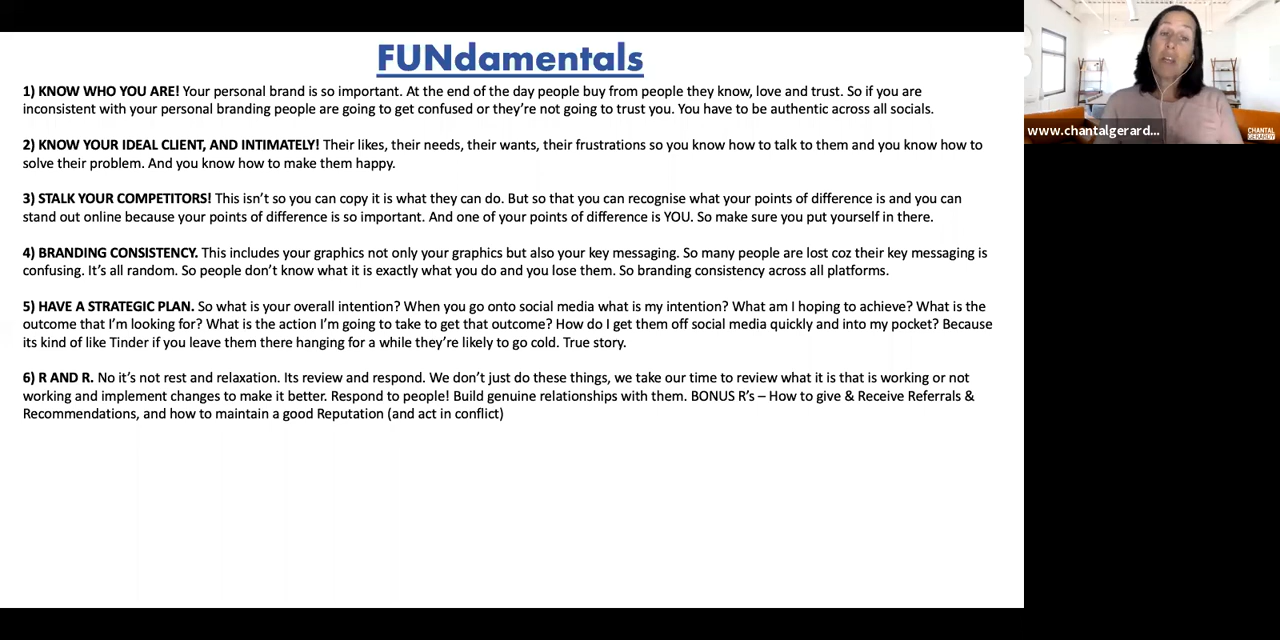 FUNdamentals
1) KNOW WHO YOU ARE! Your personal brand is so important. At the end of the day people buy from people they know, love and trust. So if you are
inconsistent with your personal branding people are going to get confused or they're not going to trust you. You have to be authentic across all socials.
2) KNOW YOUR IDEAL CLIENT, AND INTIMATELY! Their likes, their needs, their wants, their frustrations so you know how to talk to them and you know how to
solve their problem. And you know how to make them happy.
3) STALK YOUR COMPETITORS! This isn't so you can copy it is what they can do. But so that you can recognise what your points of difference is and you can
stand out online because your points of difference is so important. And one of your points of difference is YOU. So make sure you put yourself in there.
4) BRANDING CONSISTENCY. This includes your graphics not only your graphics but also your key messaging. So many people are lost coz their key messaging is
confusing. It's all random. So people don't know what it is exactly what you do and you lose them. So branding consistency across all platforms.
5) HAVE A STRATEGIC PLAN. So what is your overall intention? When you go onto social media what is my intention? What am I hoping to achieve? What is the
outcome that I'm looking for? What is the action I'm going to take to get that outcome? How do I get them off social media quickly and into my pocket? Because
its kind of like Tinder if you leave them there hanging for a while they're likely to go cold. True story.
6) R AND R. No it's not rest and relaxation. Its review and respond. We don't just do these things, we take our time to review what it is that is working or not
working and implement changes to make it better. Respond to people! Build genuine relationships with them. BONUS R's – How to give & Receive Referrals &
Recommendations, and how to maintain a good Reputation (and act in conflict)
www.chantalgerard...
CHANTAL
GERARDY